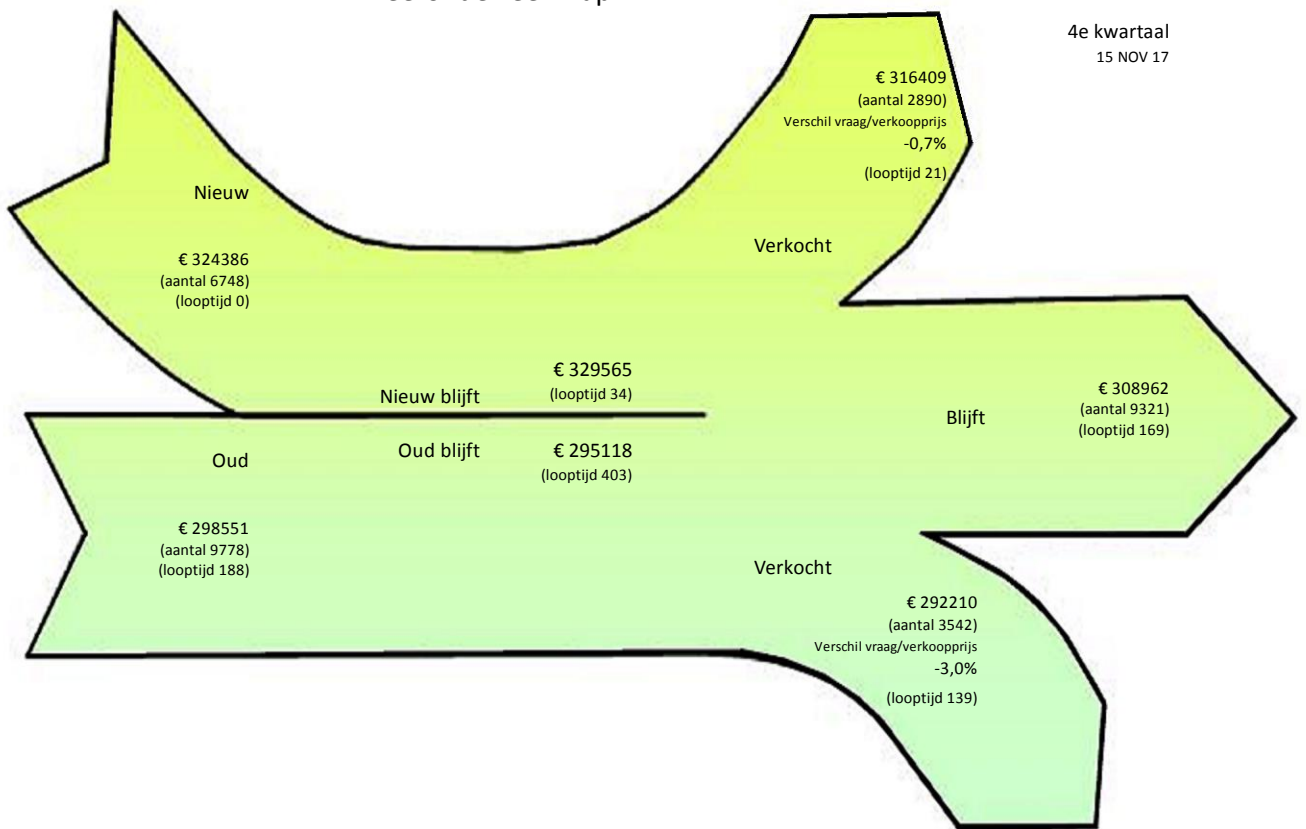 4e kwartaal
15 NOV 17
€ 316409
(aantal 2890)
Verschil vraag/verkoopprijs
-0,7%
(looptijd 21)
Nieuw
Verkocht
€ 324386
(aantal 6748)
(looptijd 0)
€ 329565
Nieuw blijft (looptijd 34)
€ 308962
(aantal 9321)
Blijft
(looptijd 169)
Oud blijft € 295118
Oud
(looptijd 403)
€ 298551
(aantal 9778)
(looptijd 188)
Verkocht
€ 292210
(aantal 3542)
Verschil vraag/verkoopprijs
-3,0%
(looptijd 139)